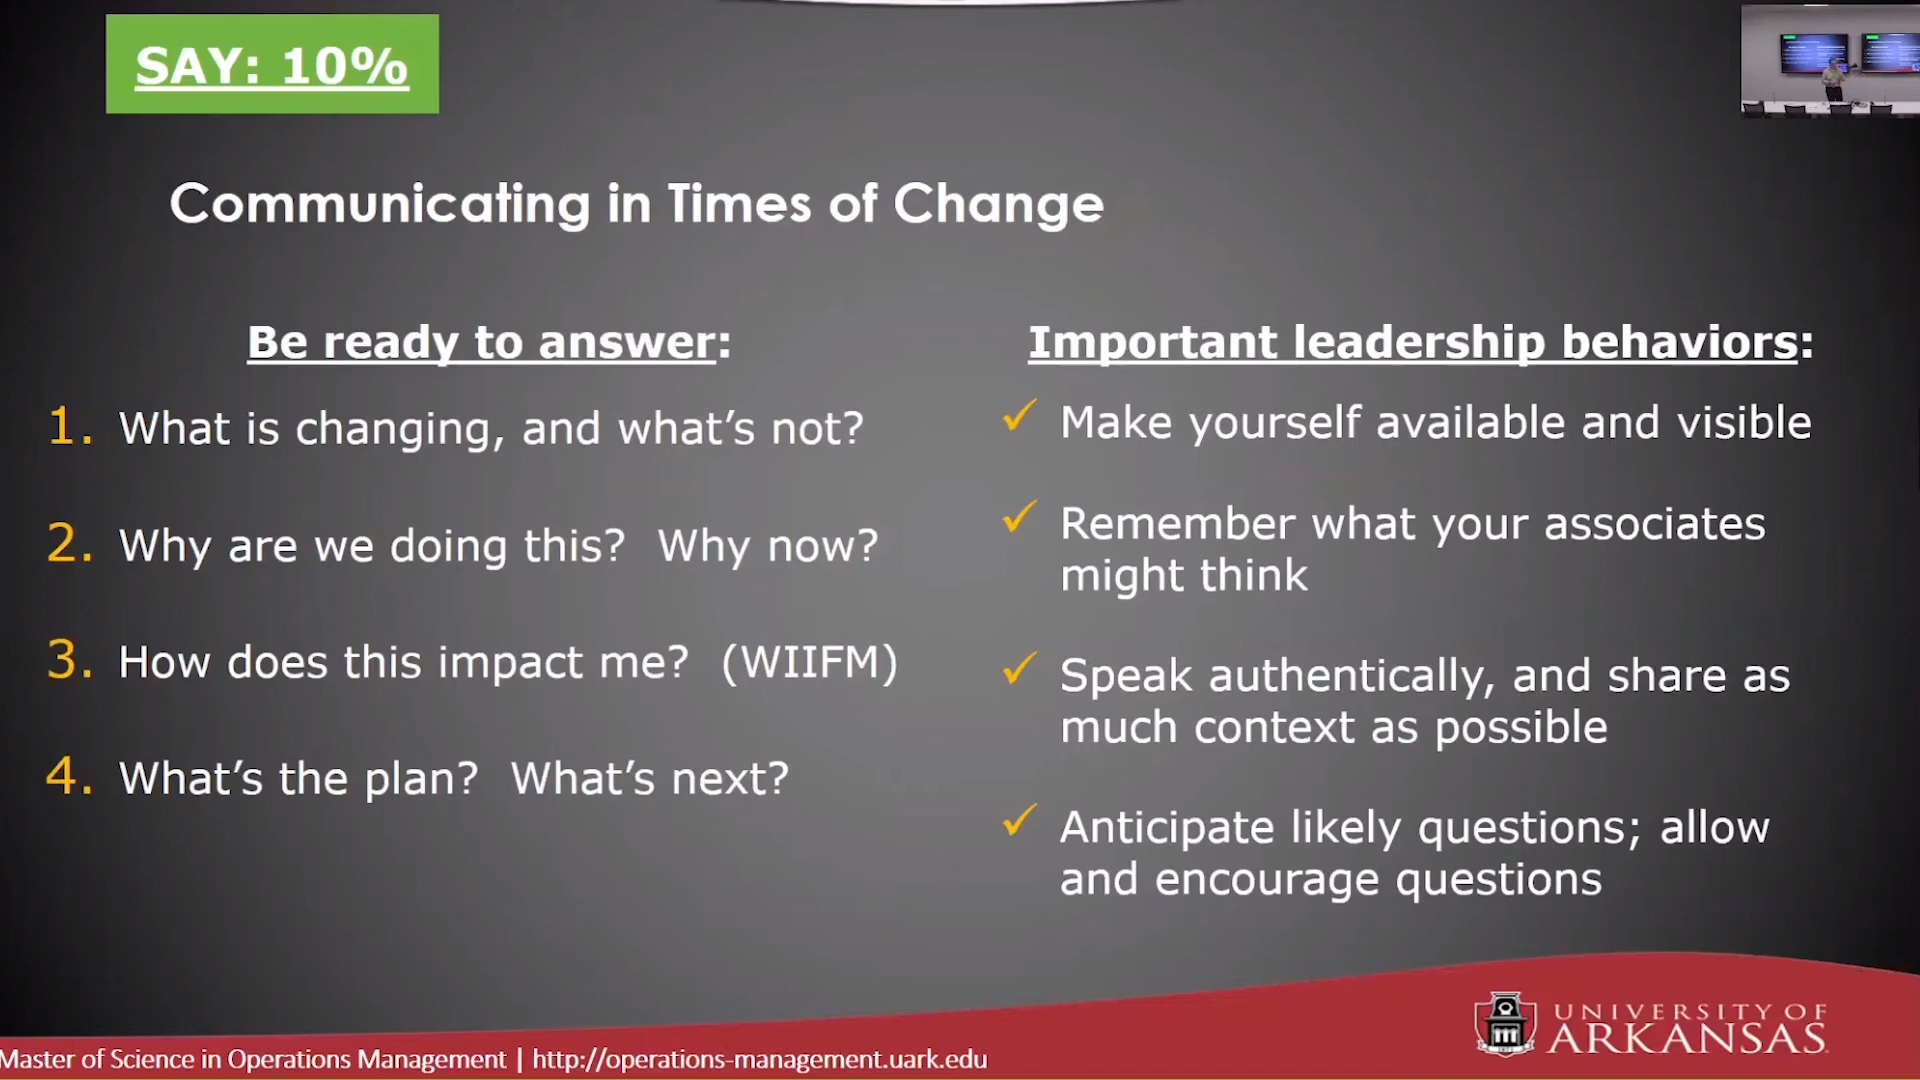 SAY: 10%
Communicating in Times of Change
Be ready to answer:
1. What is changing, and what’s not?
2. Why are we doing this?  Why now?
3. How does this impact me?  (WIIFM)
4. What’s the plan?  What’s next?
Important leadership behaviors:
✓ Make yourself available and visible
✓ Remember what your associates
might think
✓ Speak authentically, and share as
much context as possible
✓ Anticipate likely questions; allow
and encourage questions
Master of Science in Operations Management | http://operations-management.uark.edu
UNIVERSITY OF
ARKANSAS